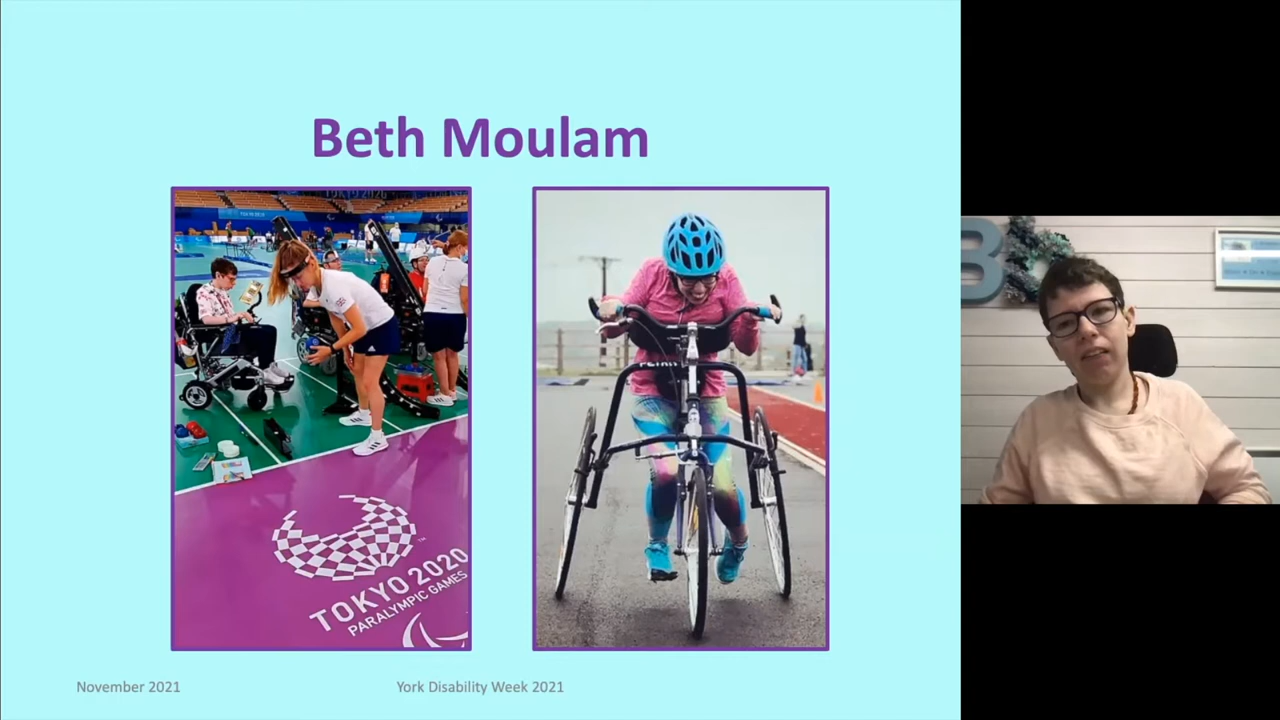 Beth Moulam
TOKYO 2020
PARALYMPIC GAMES
November 2021
York Disability Week 2021
B